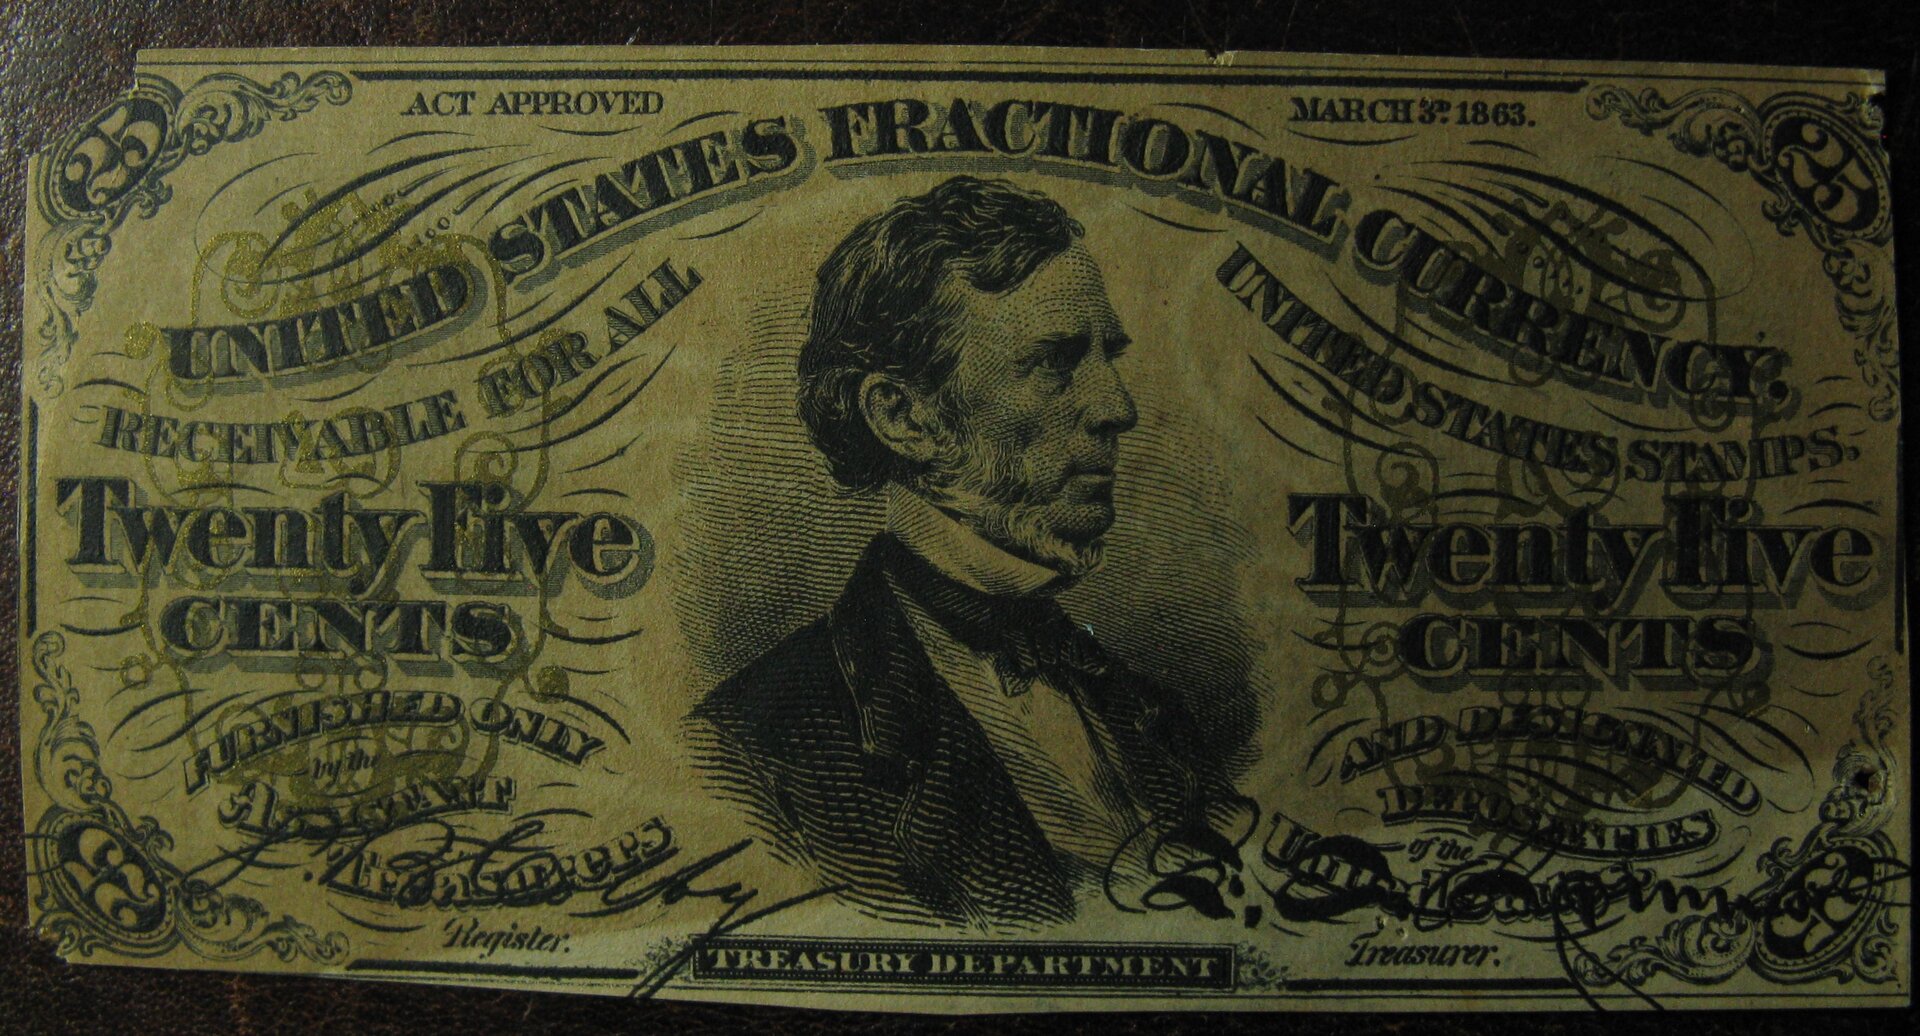 25
ACT APPROVED
MARCH 3RD 1863.
25
UNITED STATES FRACTIONAL CURRENCY,
RECEIVABLE FOR ALL
UNITED STATES STAMPS.
Twenty Five
CENTS
Twenty Five
CENTS
FURNISHED ONLY
by the
ASSISTANT
TREASURERS
AND DESIGNATED
DEPOSITARIES
of the
25
Register.
TREASURY DEPARTMENT
Treasurer.
25